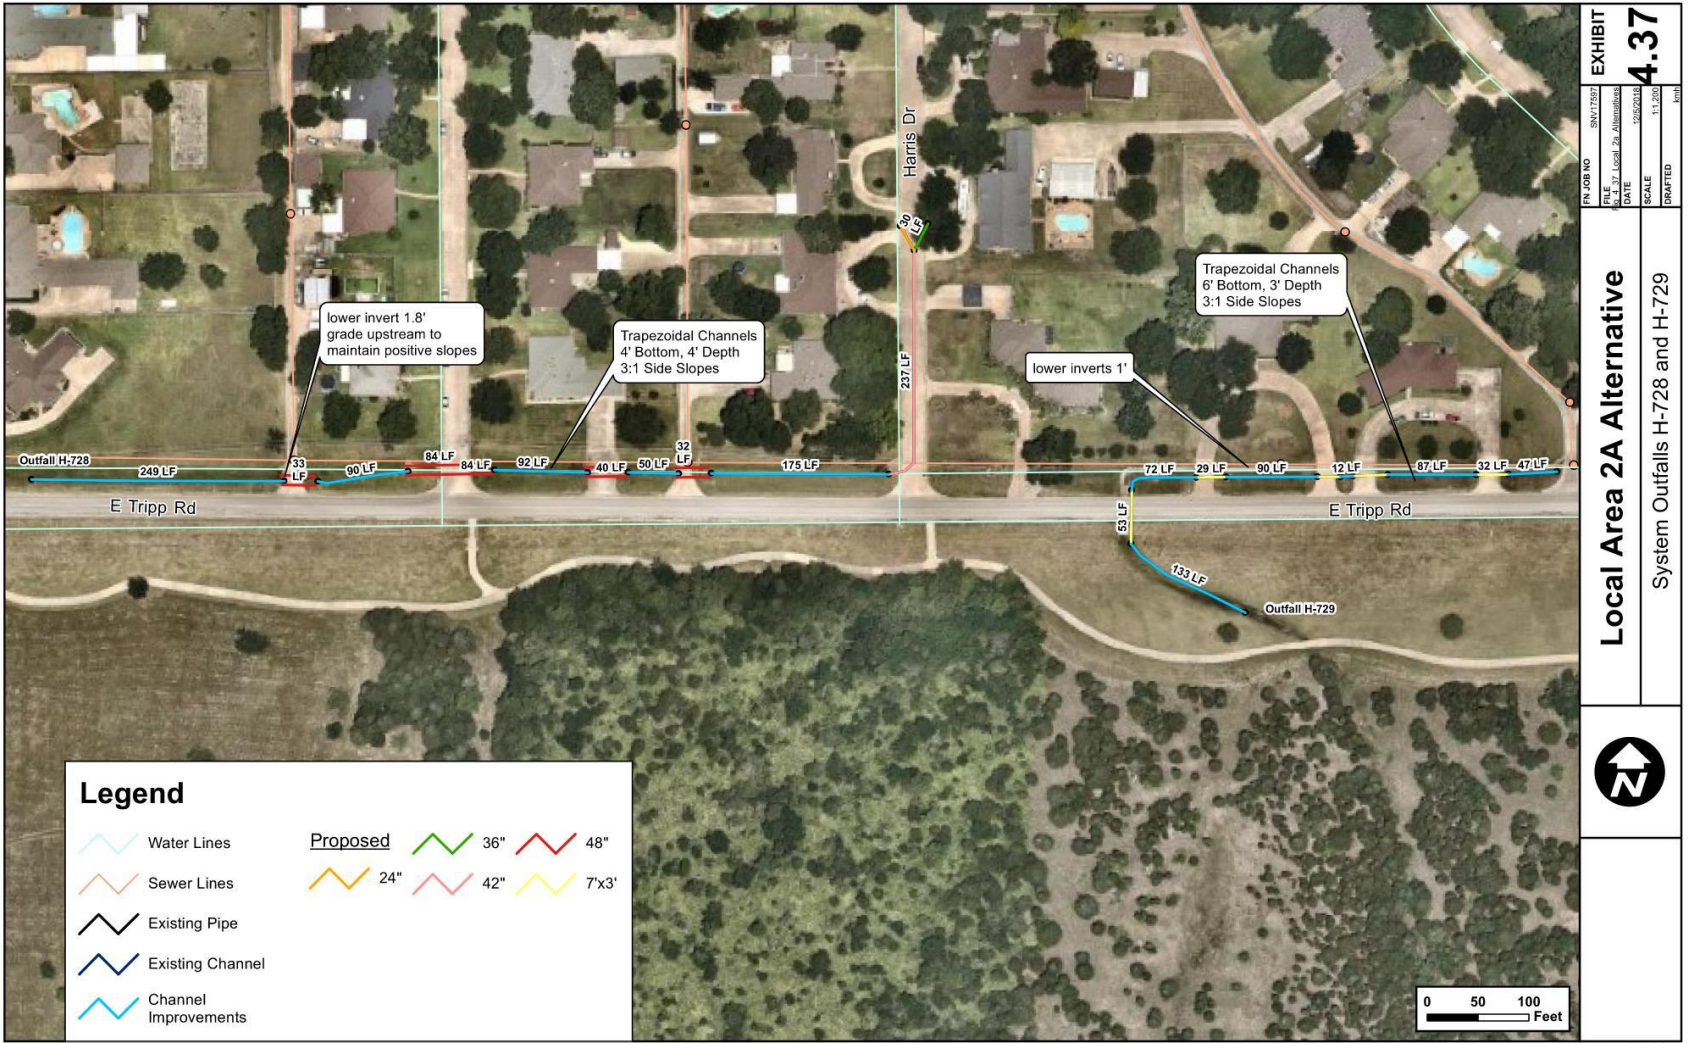 Harris Dr
30
LF
237 LF
lower invert 1.8'
grade upstream to
maintain positive slopes
Trapezoidal Channels
4' Bottom, 4' Depth
3:1 Side Slopes
lower inverts 1'
Trapezoidal Channels
6' Bottom, 3' Depth
3:1 Side Slopes
Outfall H-728
249 LF
33
LF
90 LF
84 LF
84 LF
92 LF
40 LF
50 LF
32
LF
175 LF
72 LF
29 LF
90 LF
12 LF
87 LF
32 LF
47 LF
E Tripp Rd
E Tripp Rd
53 LF
133 LF
Outfall H-729
Legend
Water Lines
Sewer Lines
Existing Pipe
Existing Channel
Channel
Improvements
Proposed
24"
36"
42"
48"
7'x3'
0 50 100
Feet
EXHIBIT
4.37
FN JOB NO SNV17597
FILE
Fig 4_37_Local_2a_Alternatives
DATE 12/5/2018
SCALE 1:1,200
DRAFTED kmh
Local Area 2A Alternative
System Outfalls H-728 and H-729
N